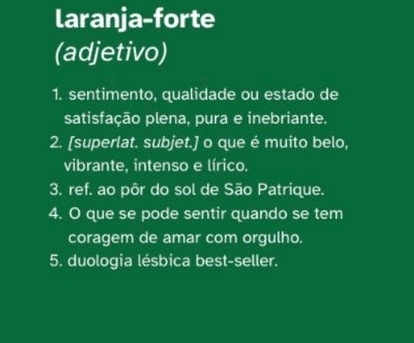 laranja-forte
(adjetivo)
1. sentimento, qualidade ou estado de
satisfação plena, pura e inebriante.
2. [superlat. subjet.] o que é muito belo,
vibrante, intenso e lírico.
3. ref. ao pôr do sol de São Patrique.
4. O que se pode sentir quando se tem
coragem de amar com orgulho.
5. duologia lésbica best-seller.